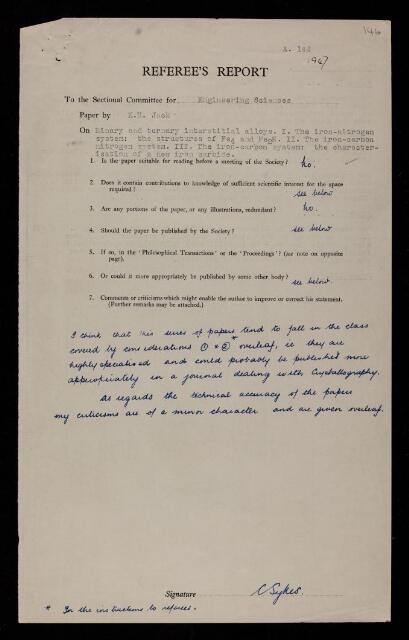 146
A. 142
1947
REFEREE'S REPORT
To the Sectional Committee for Engineering Sciences
Paper by K.H. Jack
On Binary and ternary interstitial alloys. I. The iron-nitrogen
system: the structures of Fe4 and Fe2N. II. The iron-carbon
nitrogen system. III. The iron-carbon system: the character-
isation of a new iron carbide.
1. Is the paper suitable for reading before a meeting of the Society? No.
2. Does it contain contributions to knowledge of sufficient scientific interest for the space
required? see below
3. Are any portions of the paper, or any illustrations, redundant? No.
4. Should the paper be published by the Society? see below
5. If so, in the 'Philosophical Transactions' or the 'Proceedings'? (see note on opposite
page).
6. Or could it more appropriately be published by some other body? see below.
7. Comments or criticisms which might enable the author to improve or correct his statement.
(Further remarks may be attached.)
I think that this series of papers tend to fall in the class
covered by considerations ① & ②* overleaf, ie they are
highly specialised and could probably be published more
appropriately in a journal dealing with Crystallography.
As regards the technical accuracy of the papers
my criticisms are of a minor character and are given overleaf.
Signature C Sykes.
* In the instructions to referees.